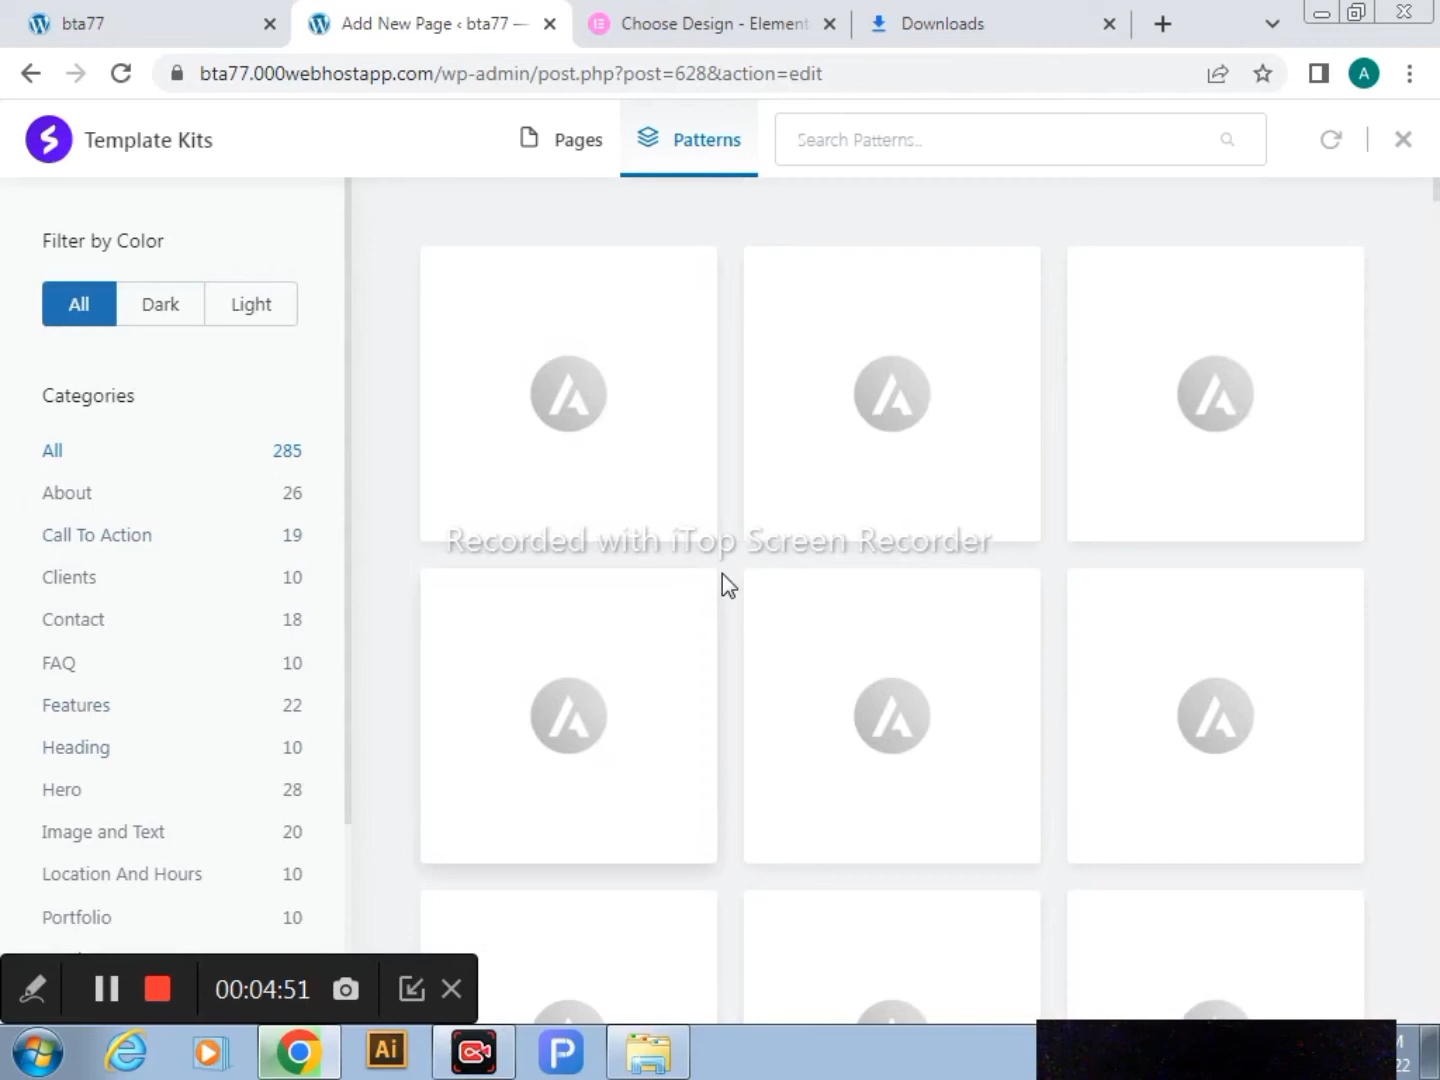 bta77
Add New Page ‹ bta77 —
Choose Design - Element
Downloads
bta77.000webhostapp.com/wp-admin/post.php?post=628&action=edit
A
Template Kits
Pages
Patterns
Search Patterns..
Filter by Color
All
Dark
Light
Categories
All 285
About 26
Call To Action 19
Clients 10
Contact 18
FAQ 10
Features 22
Heading 10
Hero 28
Image and Text 20
Location And Hours 10
Portfolio 10
Recorded with iTop Screen Recorder
00:04:51
Ai
22